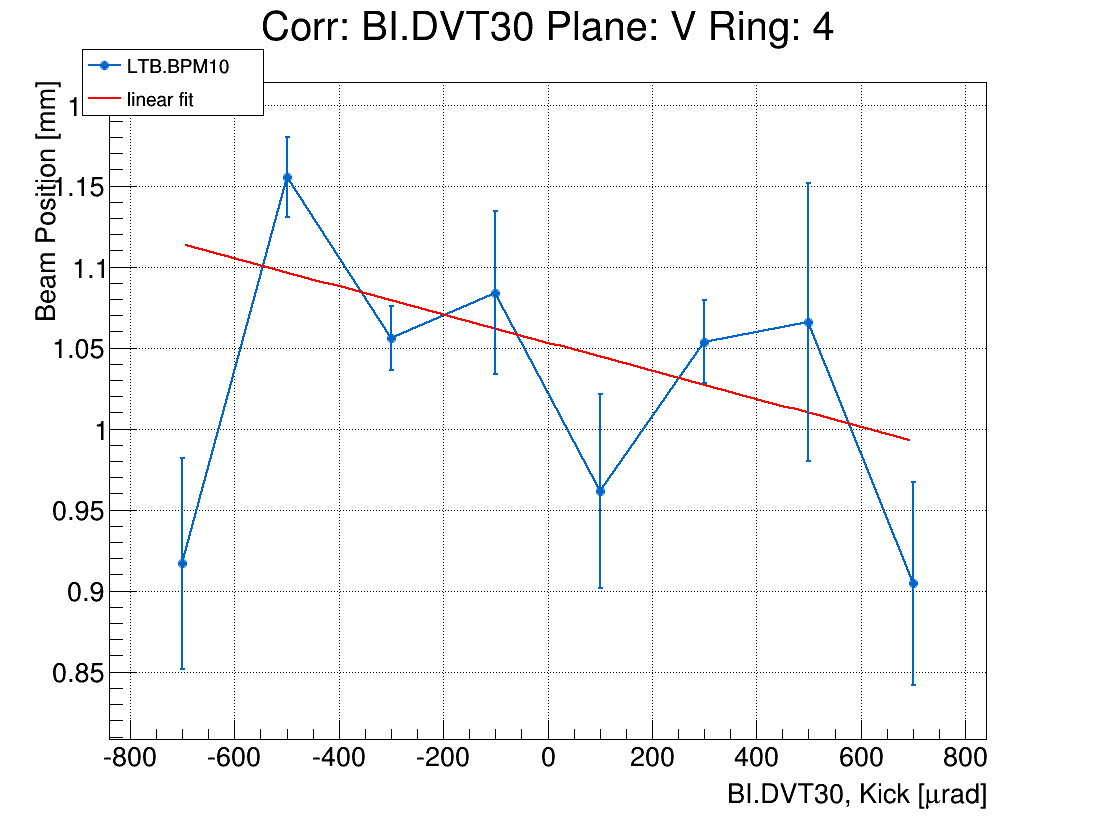 Corr: BI.DVT30 Plane: V Ring: 4
LTB.BPM10
linear fit
Beam Position [mm]
1.15
1.1
1.05
1
0.95
0.9
0.85
-800 -600 -400 -200 0 200 400 600 800
BI.DVT30, Kick [μrad]